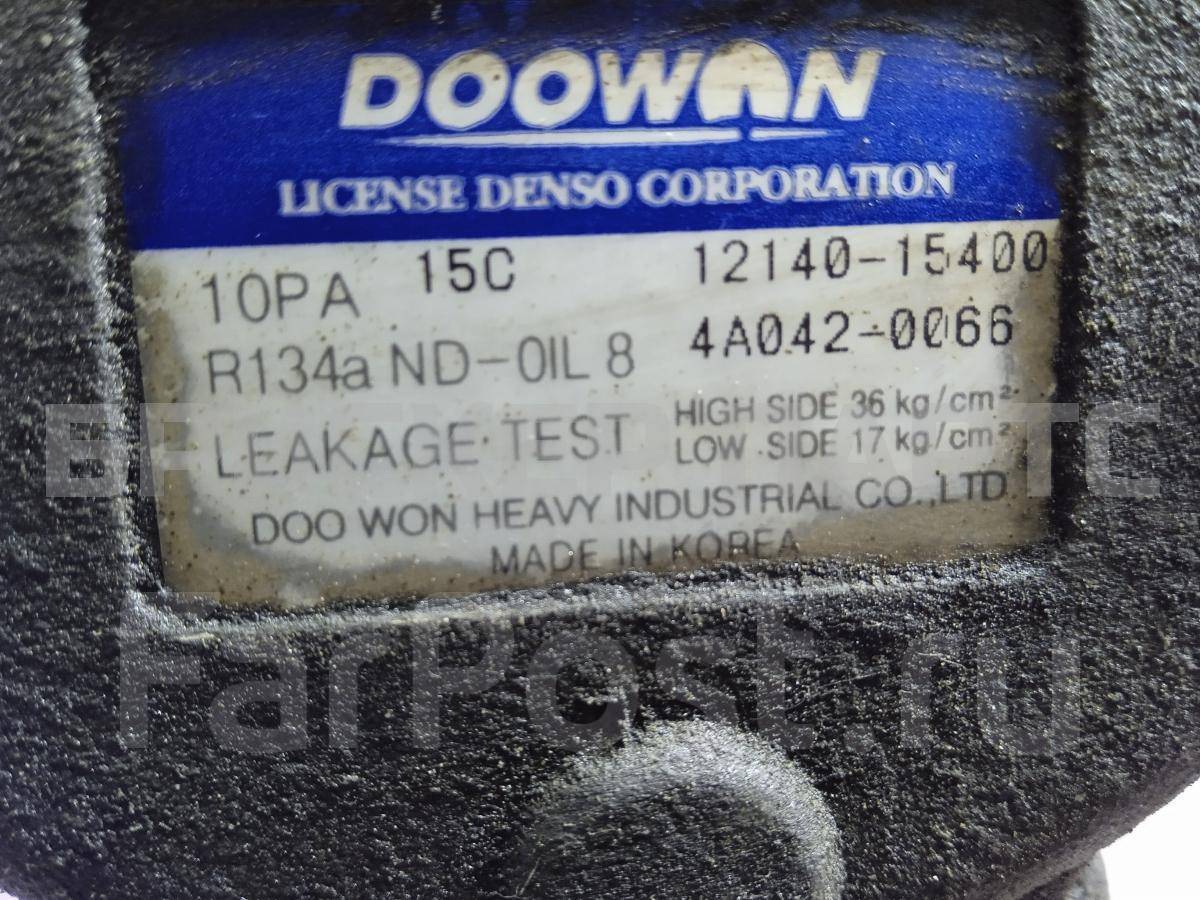 DOOWON
LICENSE DENSO CORPORATION
10PA 15C 12140-15400
R134a ND-OIL 8 4A042-0066
LEAKAGE TEST HIGH SIDE 36 kg/cm²
LOW SIDE 17 kg/cm²
DOO WON HEAVY INDUSTRIAL CO.,LTD
MADE IN KOREA
FarPost.ru